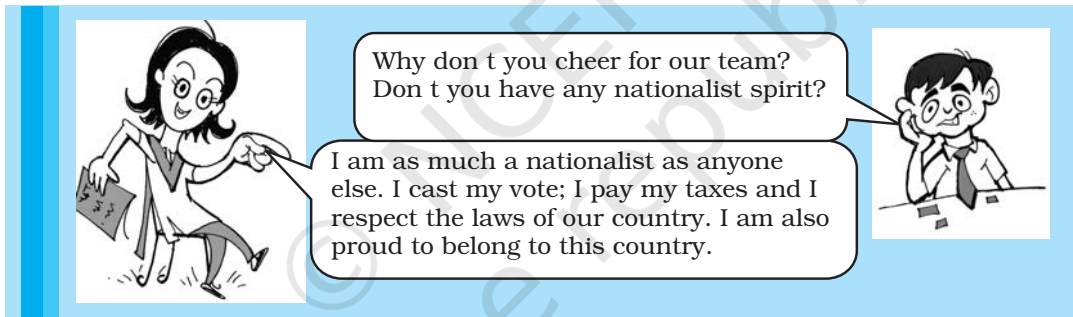 Why don t you cheer for our team?
Don t you have any nationalist spirit?
I am as much a nationalist as anyone
else. I cast my vote; I pay my taxes and I
respect the laws of our country. I am also
proud to belong to this country.